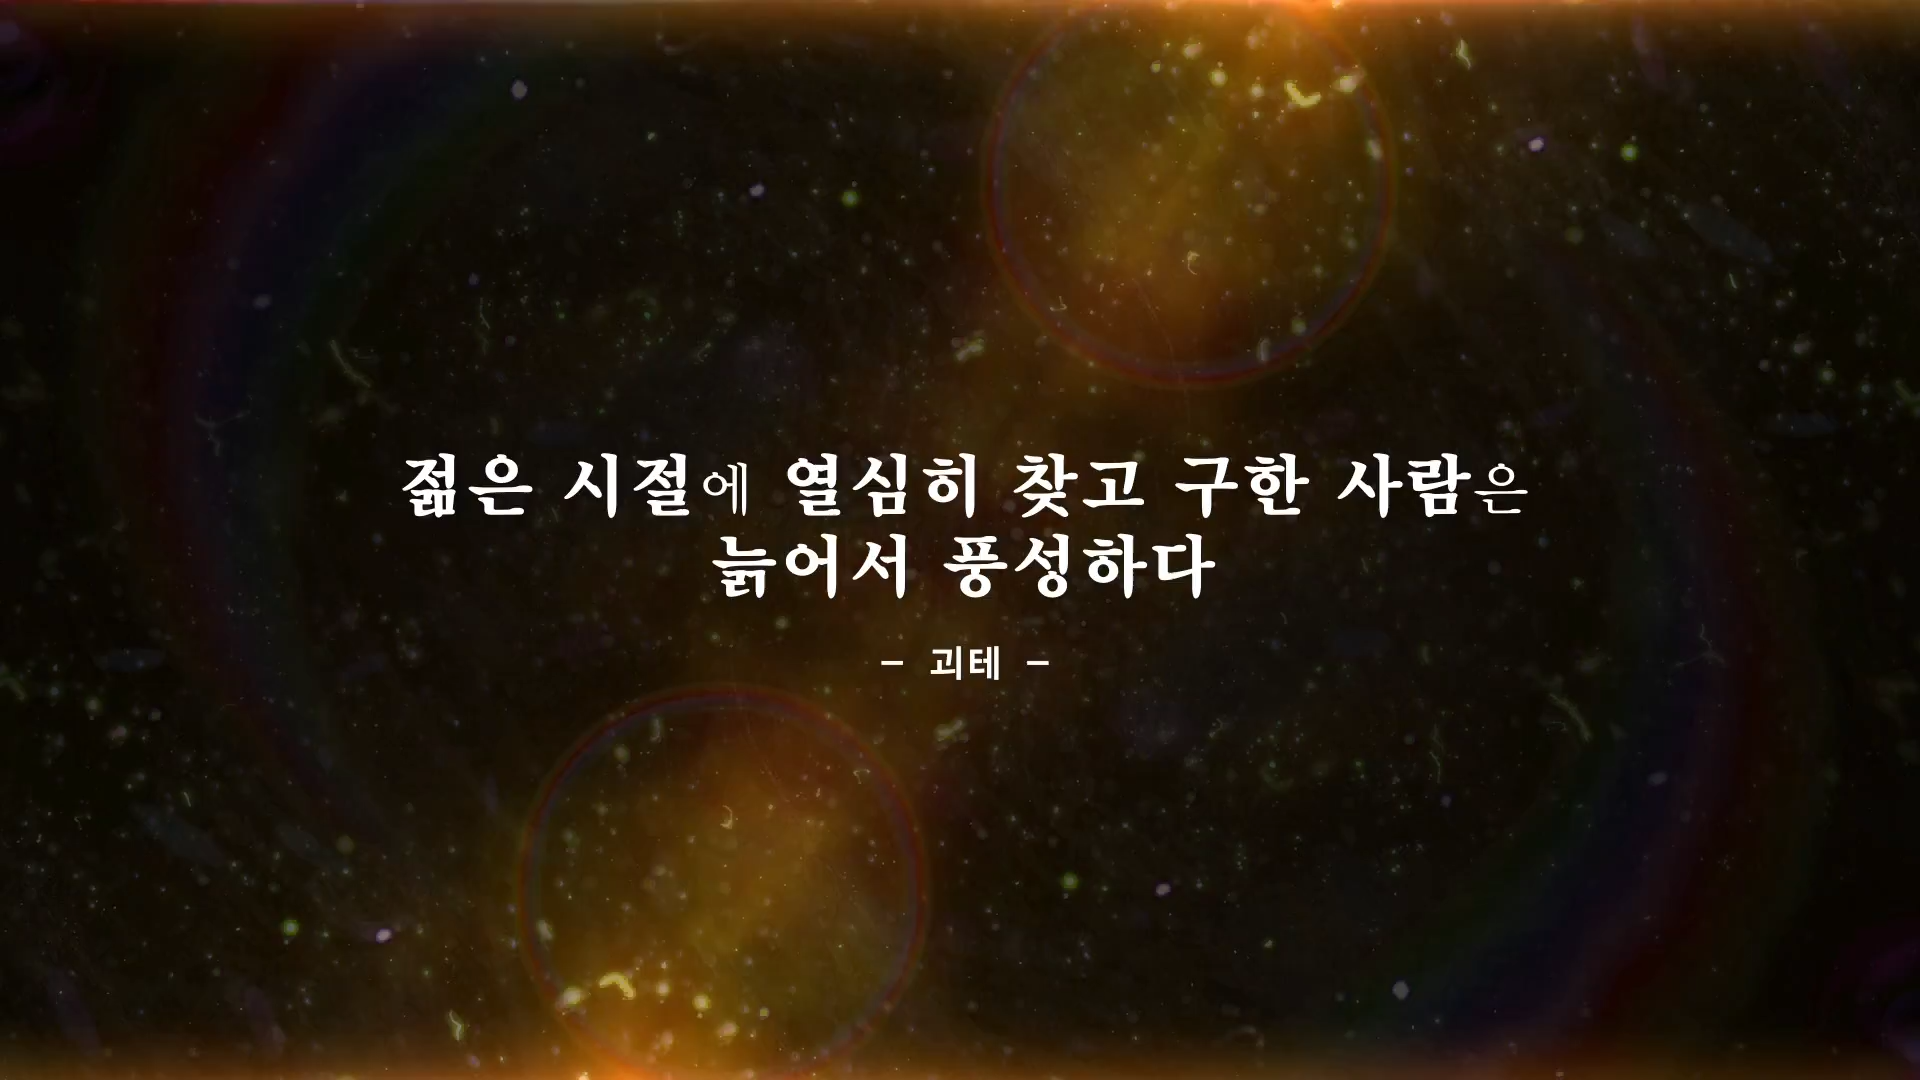 젊은 시절에 열심히 찾고 구한 사람은
늙어서 풍성하다
- 괴테 -